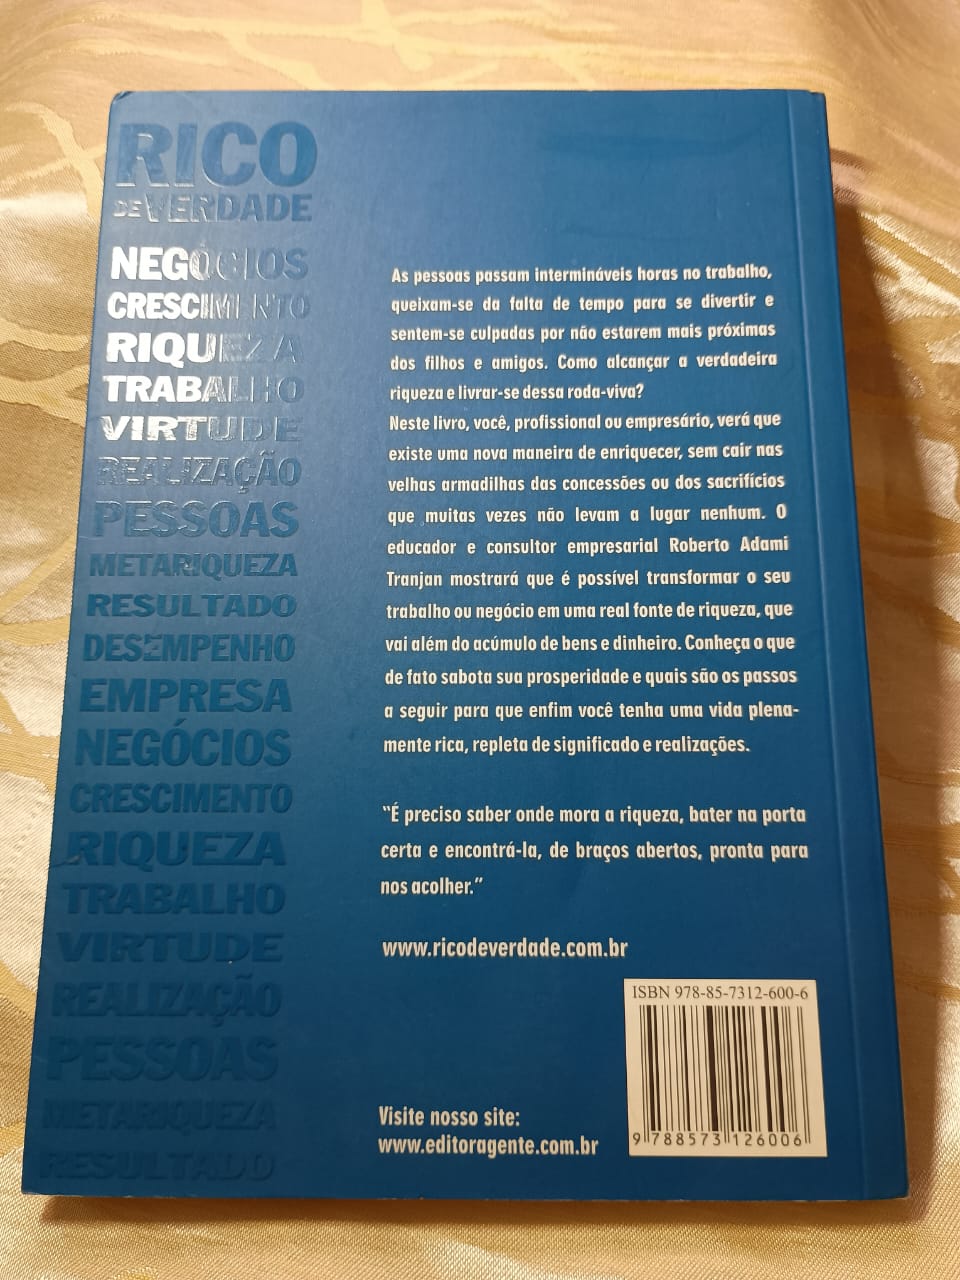 RICO
DE VERDADE
NEGÓCIOS
CRESCIMENTO
RIQUEZA
TRABALHO
VIRTUDE
REALIZAÇÃO
PESSOAS
METARIQUEZA
RESULTADO
DESEMPENHO
EMPRESA
NEGÓCIOS
CRESCIMENTO
RIQUEZA
TRABALHO
VIRTUDE
REALIZAÇÃO
PESSOAS
METARIQUEZA
RESULTADO
As pessoas passam intermináveis horas no trabalho,
queixam-se da falta de tempo para se divertir e
sentem-se culpadas por não estarem mais próximas
dos filhos e amigos. Como alcançar a verdadeira
riqueza e livrar-se dessa roda-viva?
Neste livro, você, profissional ou empresário, verá que
existe uma nova maneira de enriquecer, sem cair nas
velhas armadilhas das concessões ou dos sacrifícios
que muitas vezes não levam a lugar nenhum. O
educador e consultor empresarial Roberto Adami
Tranjan mostrará que é possível transformar o seu
trabalho ou negócio em uma real fonte de riqueza, que
vai além do acúmulo de bens e dinheiro. Conheça o que
de fato sabota sua prosperidade e quais são os passos
a seguir para que enfim você tenha uma vida plena-
mente rica, repleta de significado e realizações.
"É preciso saber onde mora a riqueza, bater na porta
certa e encontrá-la, de braços abertos, pronta para
nos acolher."
www.ricodeverdade.com.br
ISBN 978-85-7312-600-6
9 788573 126006
Visite nosso site:
www.editoragente.com.br